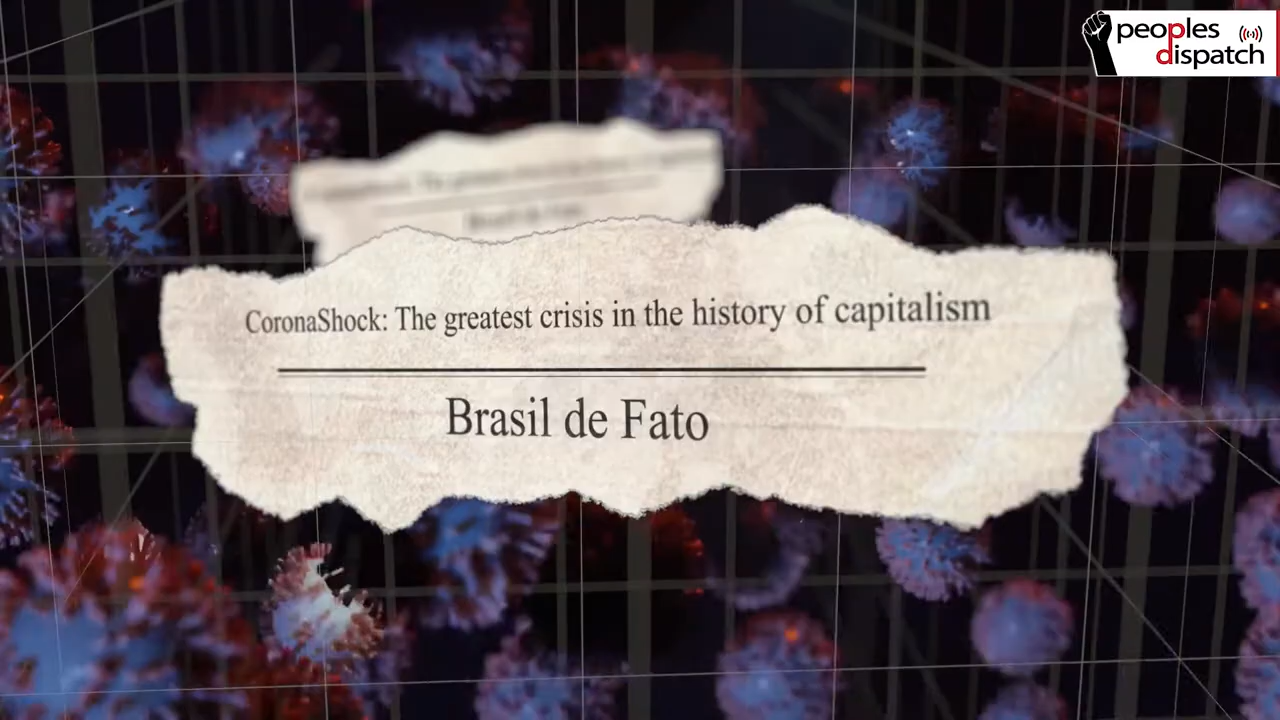 peoples
dispatch
CoronaShock: The greatest crisis in the history of capitalism
Brasil de Fato